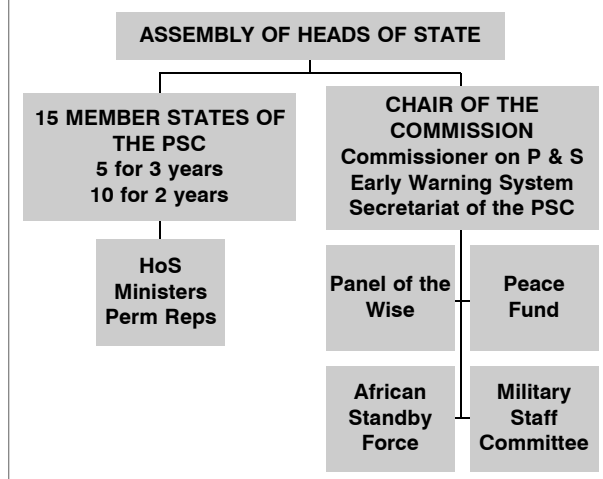 ASSEMBLY OF HEADS OF STATE
15 MEMBER STATES OF
THE PSC
5 for 3 years
10 for 2 years
HoS
Ministers
Perm Reps
CHAIR OF THE
COMMISSION
Commissioner on P & S
Early Warning System
Secretariat of the PSC
Panel of the
Wise
Peace
Fund
African
Standby
Force
Military
Staff
Committee